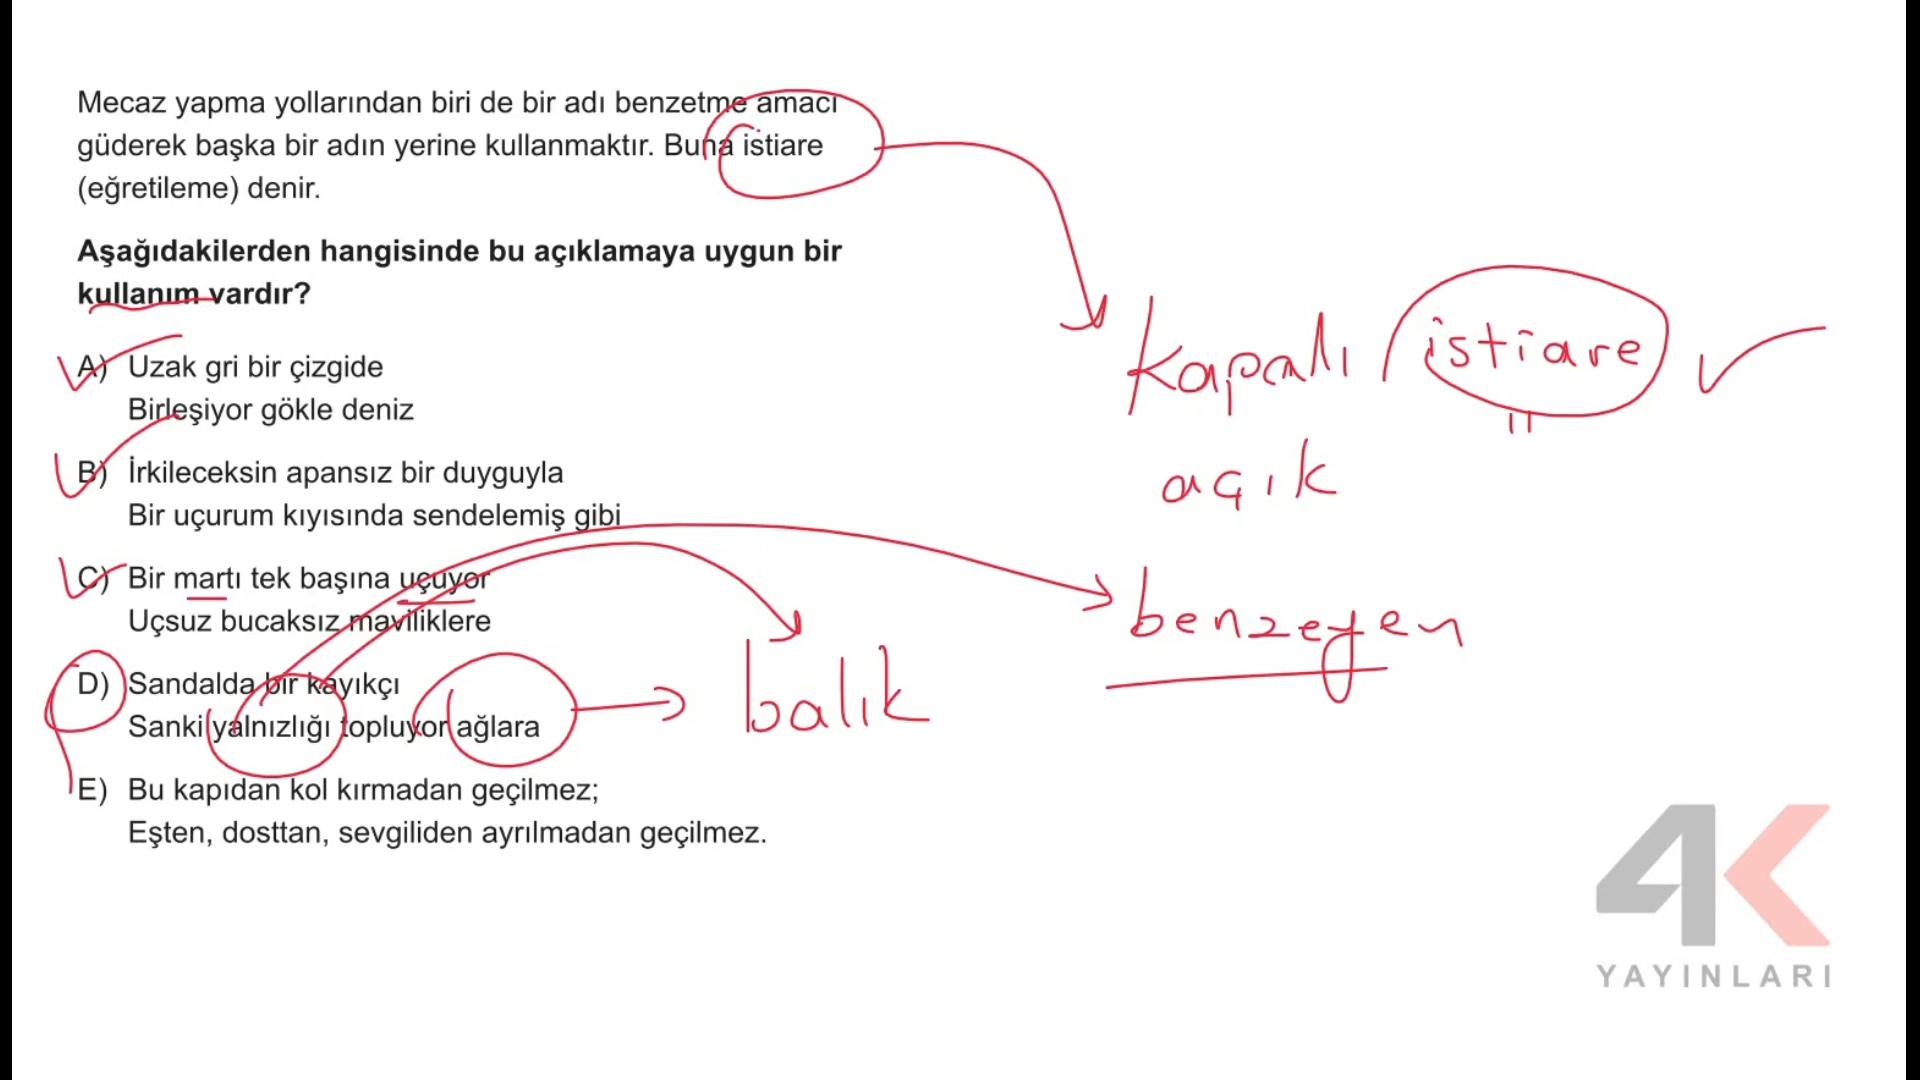 Mecaz yapma yollarından biri de bir adı benzetme amacı
güderek başka bir adın yerine kullanmaktır. Buna istiare
(eğretileme) denir.
Aşağıdakilerden hangisinde bu açıklamaya uygun bir
kullanım vardır?
A) Uzak gri bir çizgide
Birleşiyor gökle deniz
B) İrkileceksin apansız bir duyguyla
Bir uçurum kıyısında sendelemiş gibi
C) Bir martı tek başına uçuyor
Uçsuz bucaksız maviliklere
D) Sandalda bir kayıkçı
Sanki yalnızlığı topluyor ağlara
E) Bu kapıdan kol kırmadan geçilmez;
Eşten, dosttan, sevgiliden ayrılmadan geçilmez.
Kapalı istiare
açık
benzeyen
balık
4K
YAYINLARI